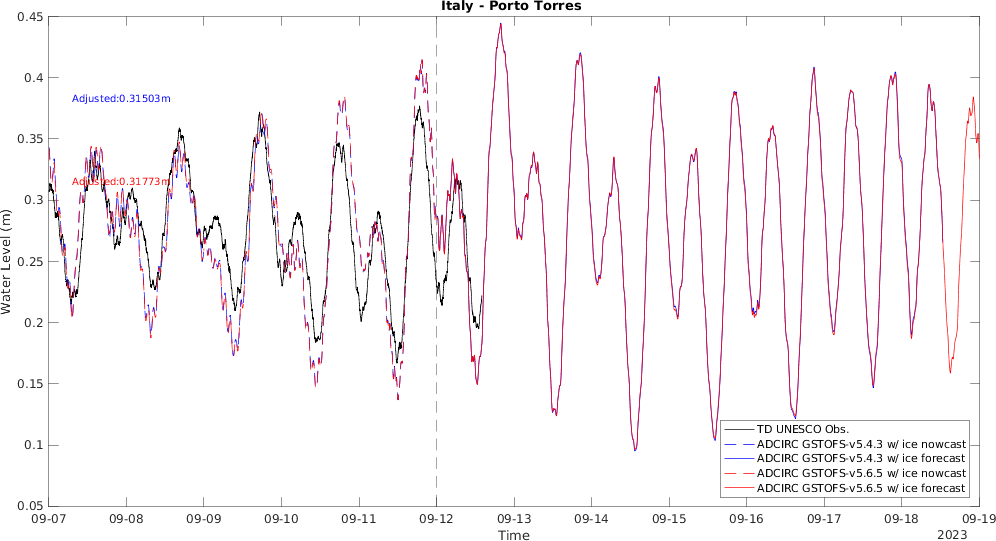 Italy - Porto Torres
0.45
0.4
0.35
0.3
0.25
0.2
0.15
0.1
0.05
Water Level (m)
Adjusted:0.31503m
Adjusted:0.31773m
TD UNESCO Obs.
ADCIRC GSTOFS-v5.4.3 w/ ice nowcast
ADCIRC GSTOFS-v5.4.3 w/ ice forecast
ADCIRC GSTOFS-v5.6.5 w/ ice nowcast
ADCIRC GSTOFS-v5.6.5 w/ ice forecast
09-07 09-08 09-09 09-10 09-11 09-12 09-13 09-14 09-15 09-16 09-17 09-18 09-19
Time
2023